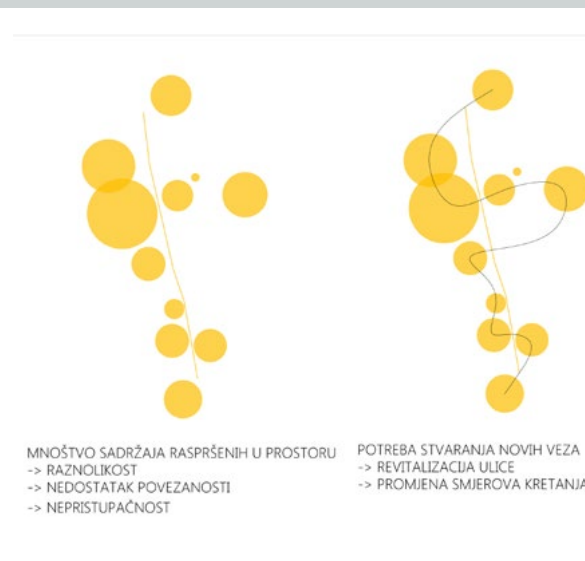 MNOŠTVO SADRŽAJA RASPRŠENIH U PROSTORU
-> RAZNOLIKOST
-> NEDOSTATAK POVEZANOSTI
-> NEPRISTUPAČNOST
POTREBA STVARANJA NOVIH VEZA
-> REVITALIZACIJA ULICE
-> PROMJENA SMJEROVA KRETANJA